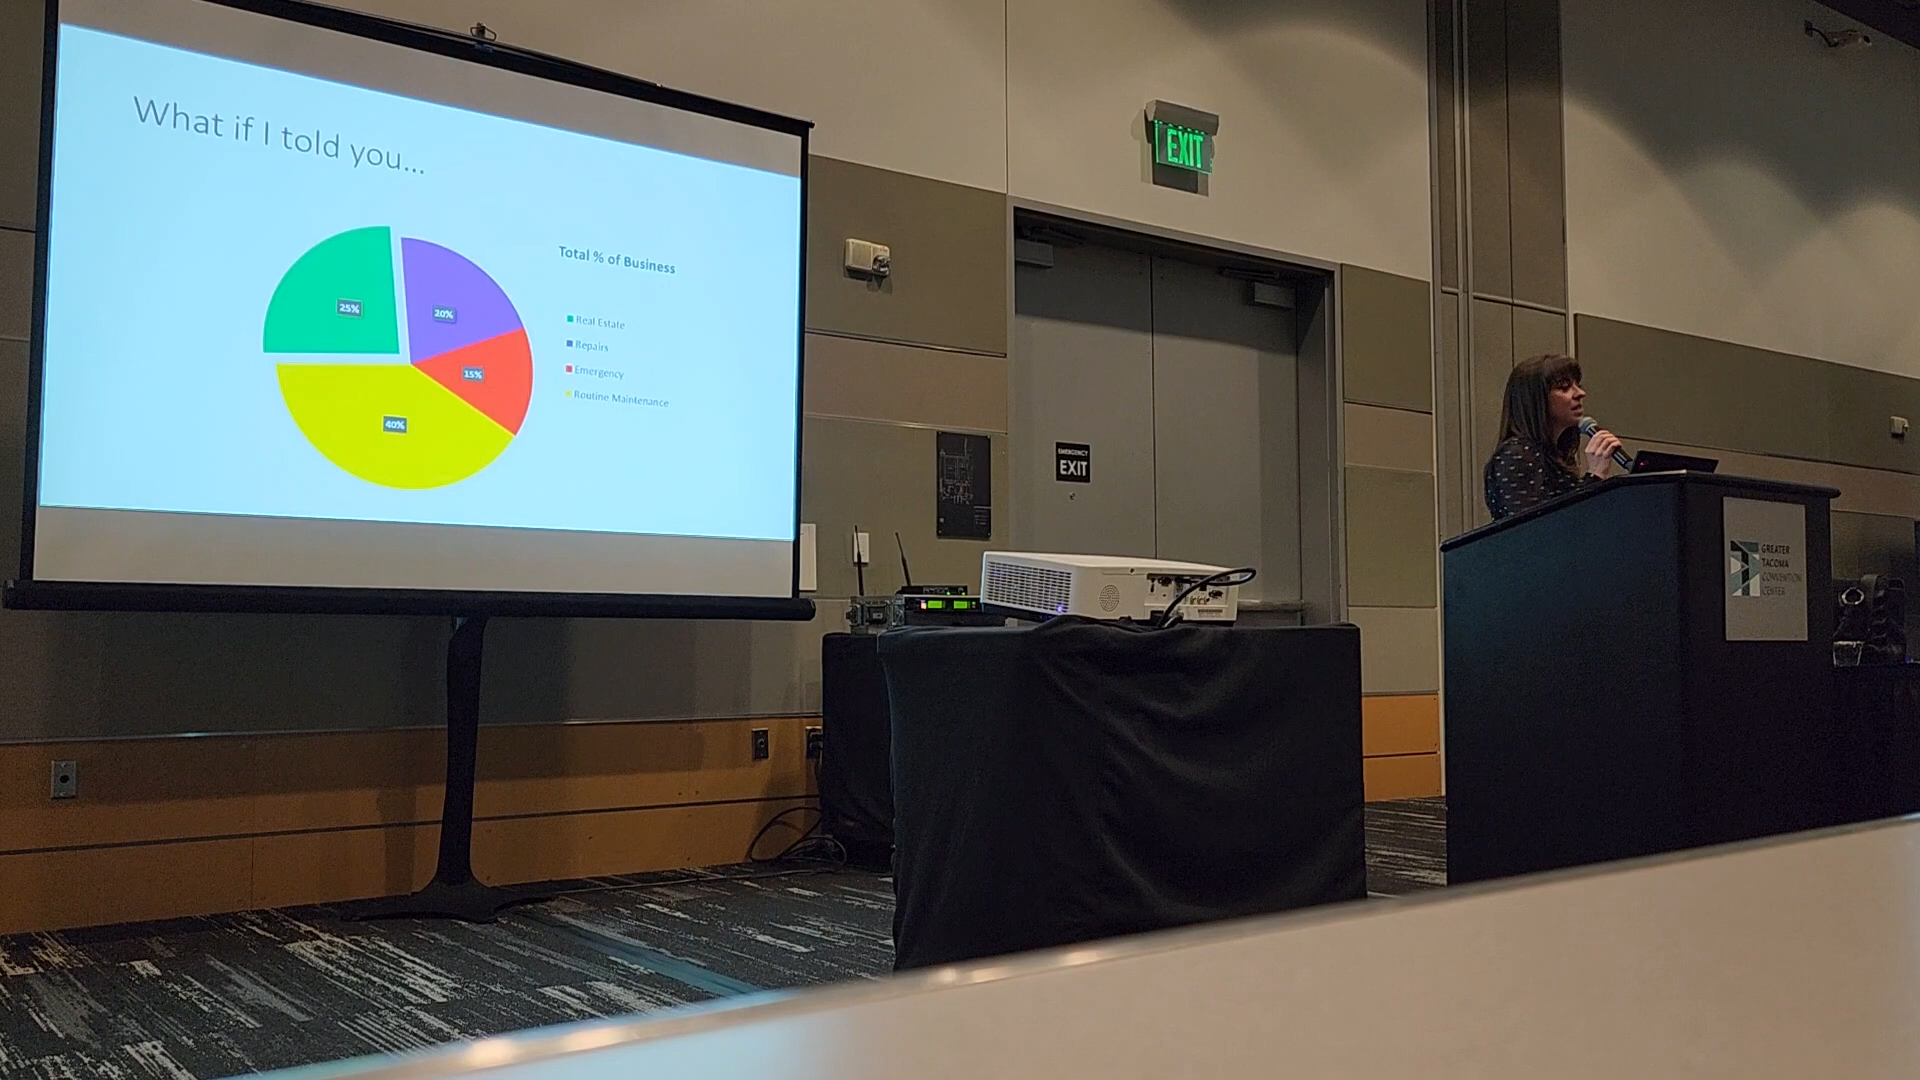 What if I told you...
Total % of Business
25%
20%
15%
40%
Real Estate
Repairs
Emergency
Routine Maintenance
EXIT
EMERGENCY
EXIT
GREATER
TACOMA
CONVENTION
CENTER